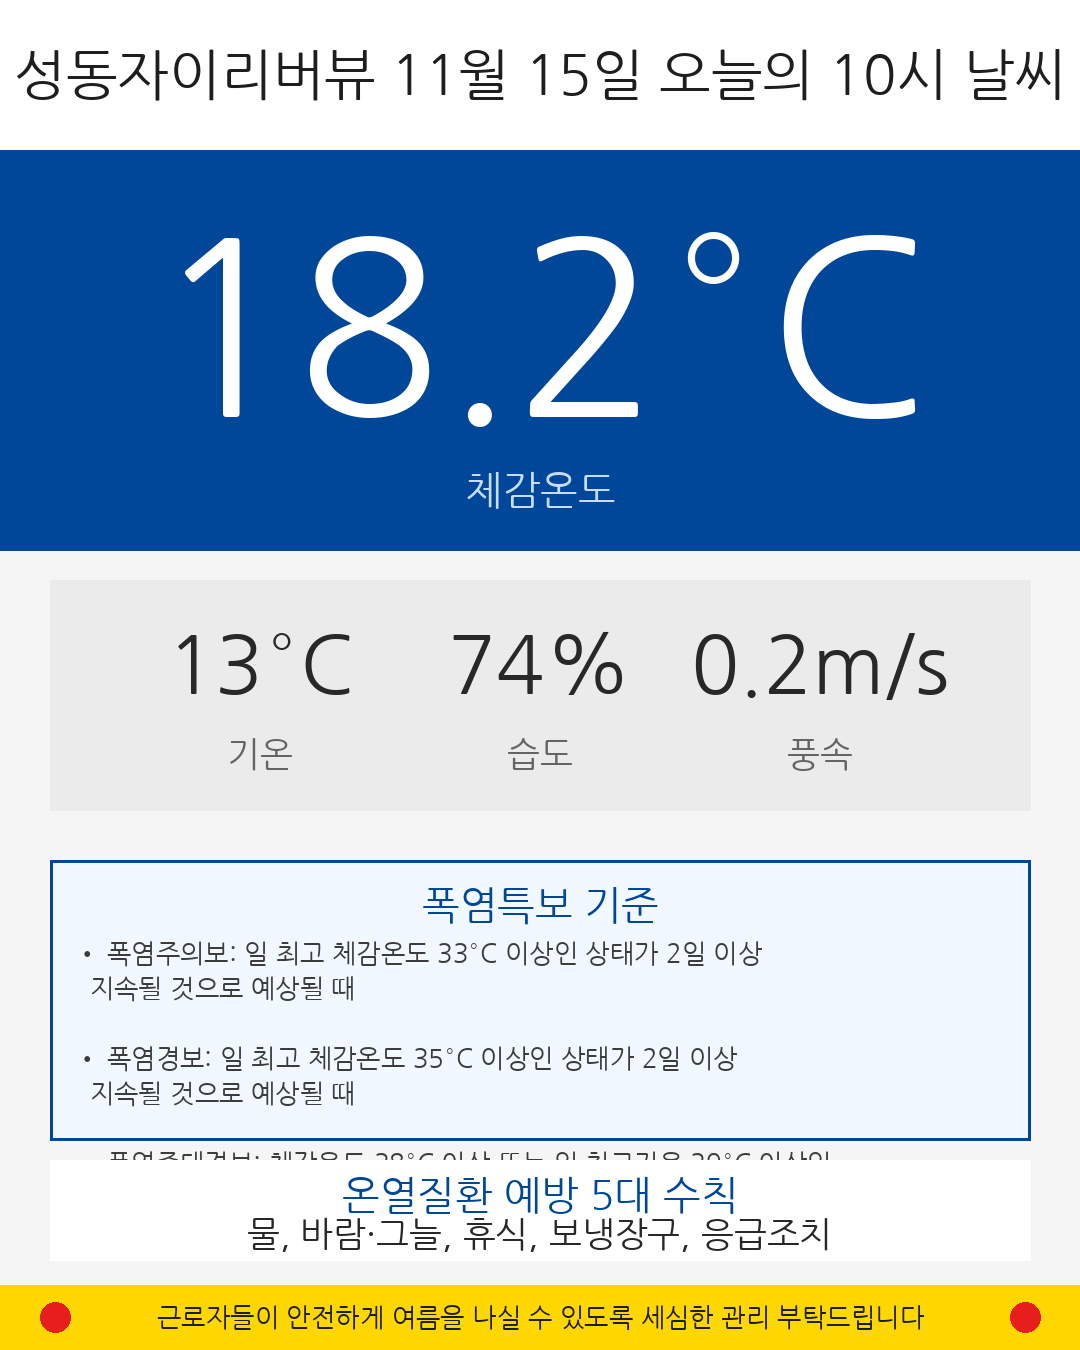 성동자이리버뷰 11월 15일 오늘의 10시 날씨
18.2°C
체감온도
13°C 74% 0.2m/s
기온 습도 풍속
폭염특보 기준
• 폭염주의보: 일 최고 체감온도 33°C 이상인 상태가 2일 이상
지속될 것으로 예상될 때
• 폭염경보: 일 최고 체감온도 35°C 이상인 상태가 2일 이상
지속될 것으로 예상될 때
온열질환 예방 5대 수칙
물, 바람·그늘, 휴식, 보냉장구, 응급조치
근로자들이 안전하게 여름을 나실 수 있도록 세심한 관리 부탁드립니다